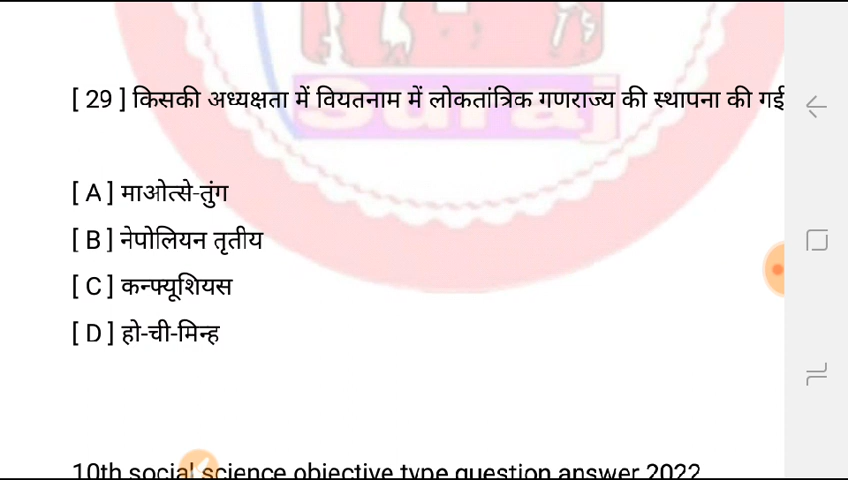 Suraj
[ 29 ] किसकी अध्यक्षता में वियतनाम में लोकतांत्रिक गणराज्य की स्थापना की गई
[ A ] माओत्से-तुंग
[ B ] नेपोलियन तृतीय
[ C ] कन्फ्यूशियस
[ D ] हो-ची-मिन्ह
10th social science objective type question answer 2022